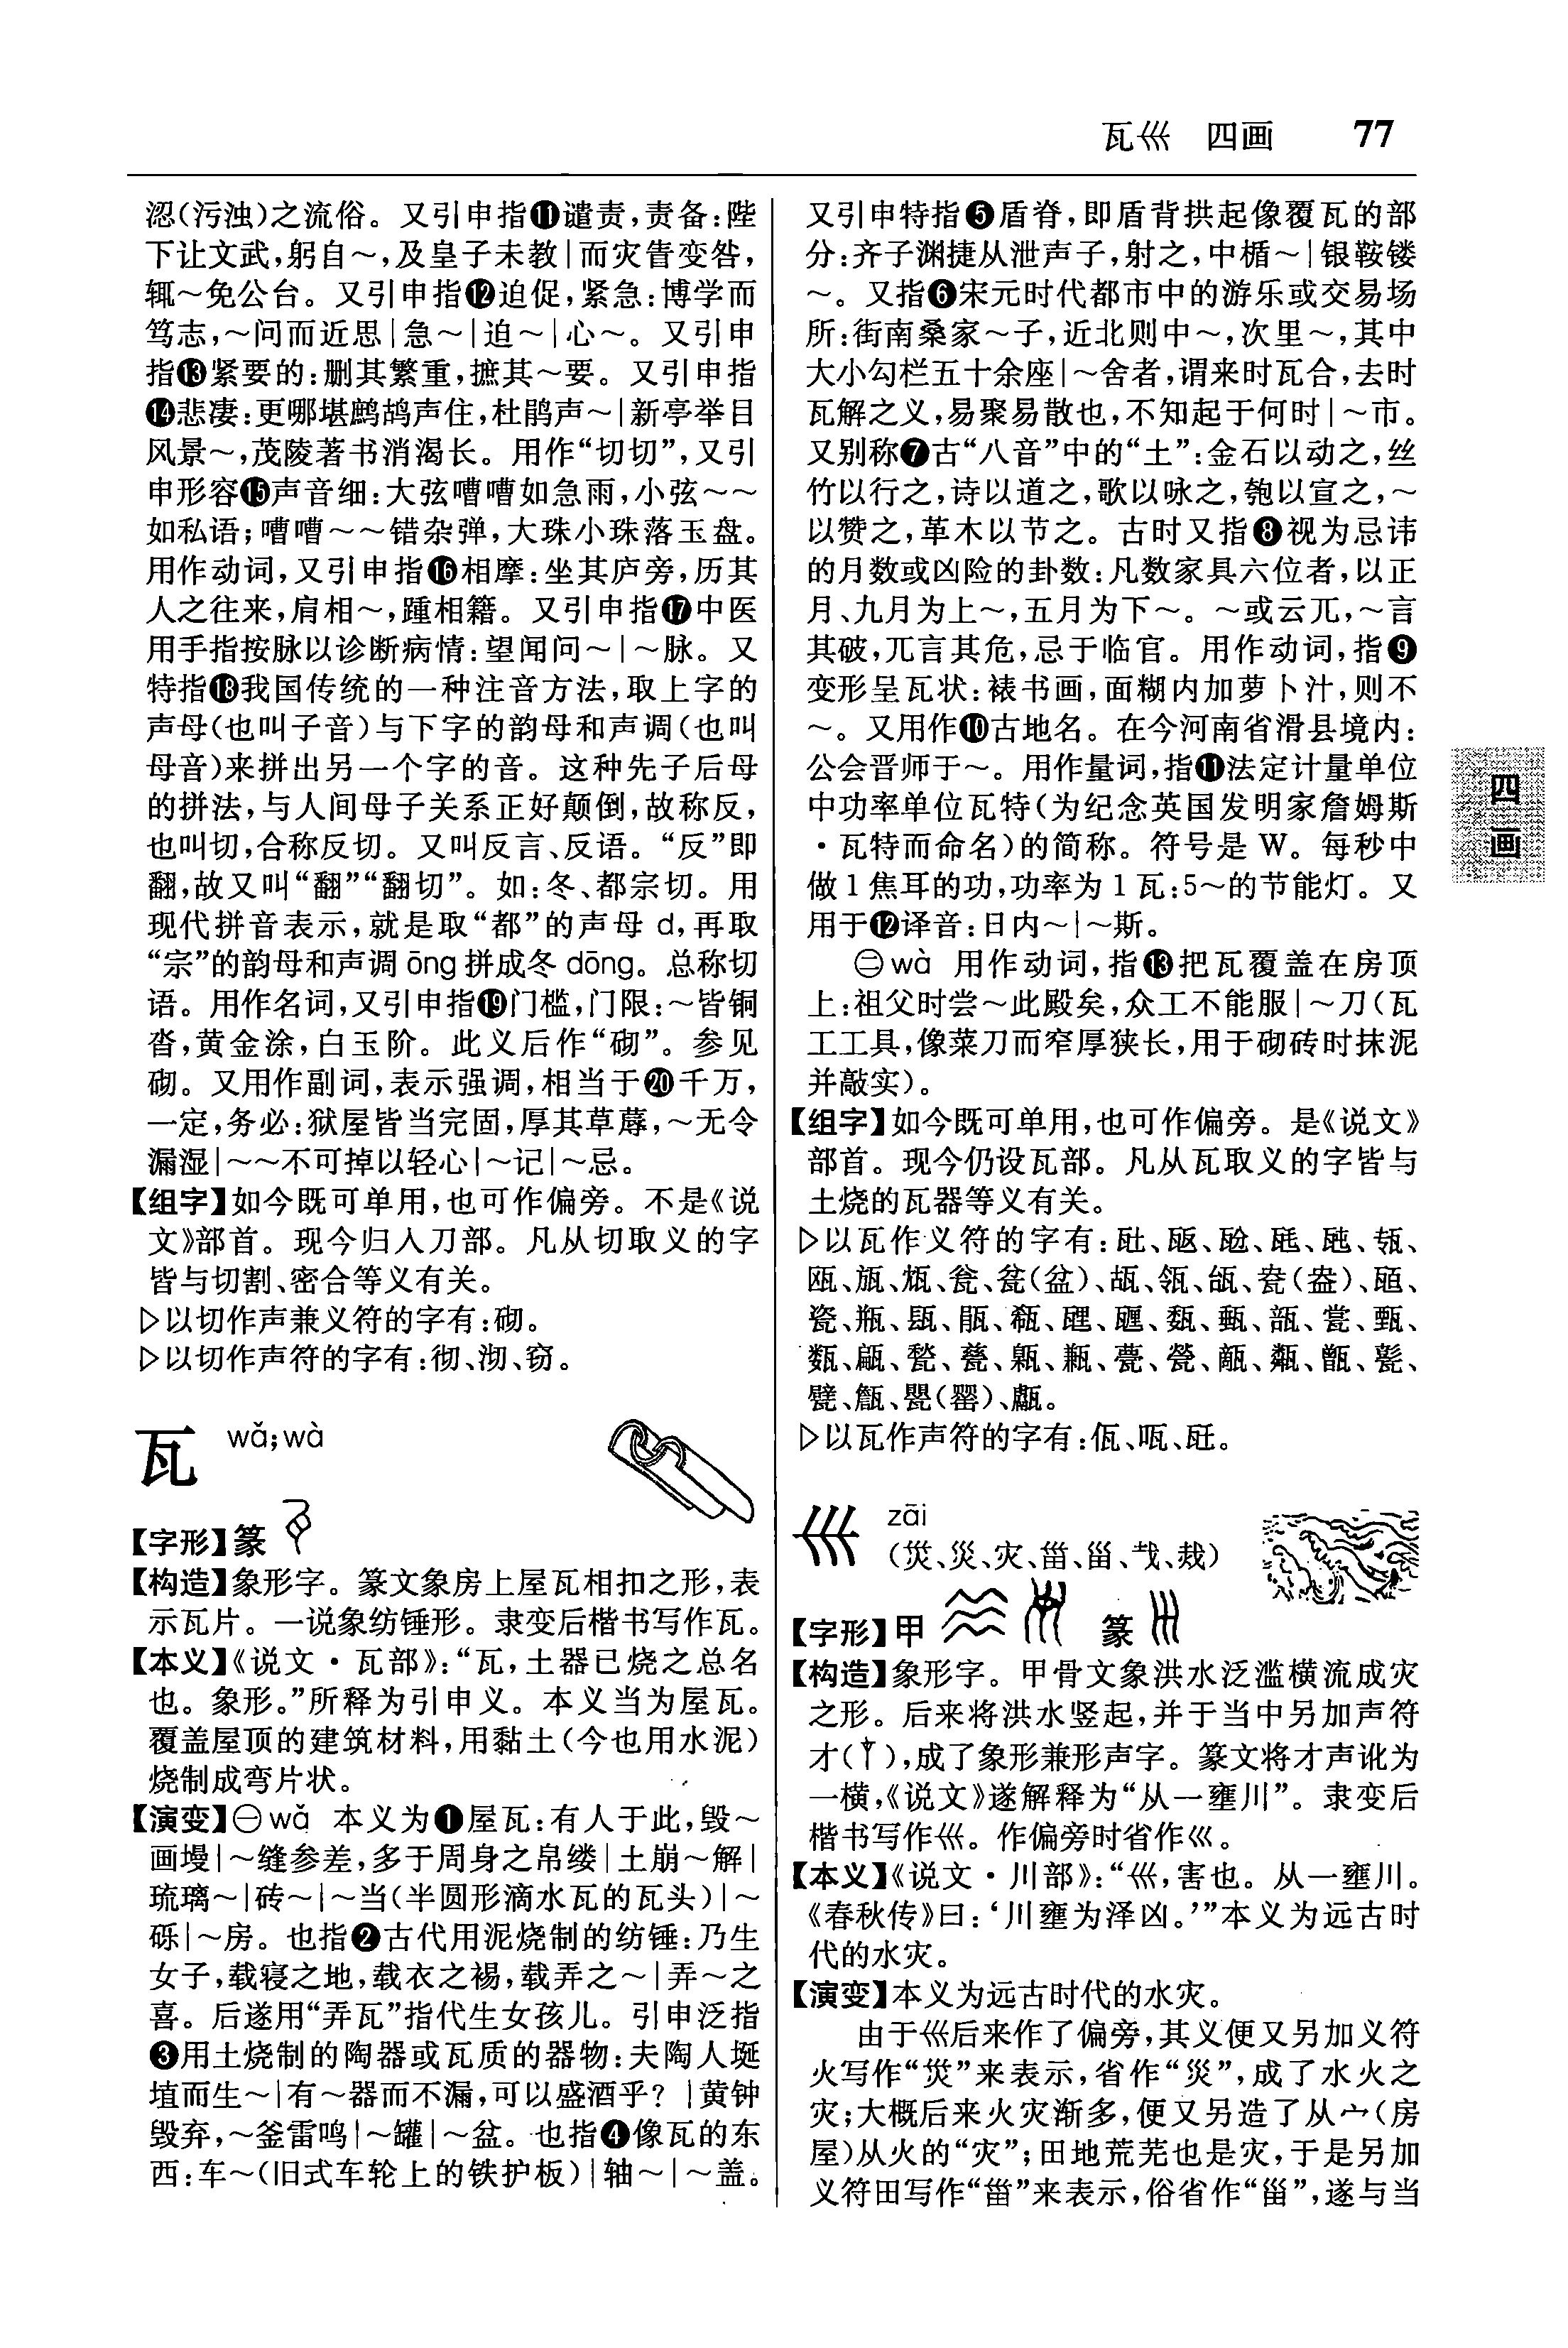 瓦巛 四画 77
涊(污浊)之流俗。又引申指⓫谴责,责备:陛
下让文武,躬自～,及皇子未教|而灾眚变咎,
辄～免公台。又引申指⓬迫促,紧急:博学而
笃志,～问而近思|急～|迫～|心～。又引申
指⓭紧要的:删其繁重,摭其～要。又引申指
⓮悲凄:更哪堪鹧鸪声住,杜鹃声～|新亭举目
风景～,茂陵著书消渴长。用作“切切”,又引
申形容⓯声音细:大弦嘈嘈如急雨,小弦～～
如私语;嘈嘈～～错杂弹,大珠小珠落玉盘。
用作动词,又引申指⓰相摩:坐其庐旁,历其
人之往来,肩相～,踵相籍。又引申指⓱中医
用手指按脉以诊断病情:望闻问～|～脉。又
特指⓲我国传统的一种注音方法,取上字的
声母(也叫子音)与下字的韵母和声调(也叫
母音)来拼出另一个字的音。这种先子后母
的拼法,与人间母子关系正好颠倒,故称反,
也叫切,合称反切。又叫反言、反语。“反”即
翻,故又叫“翻”“翻切”。如:冬、都宗切。用
现代拼音表示,就是取“都”的声母 d,再取
“宗”的韵母和声调 ōng 拼成冬 dōng。总称切
语。用作名词,又引申指⓳门槛,门限:～皆铜
沓,黄金涂,白玉阶。此义后作“砌”。参见
砌。又用作副词,表示强调,相当于⓴千万,
一定,务必:狱屋皆当完固,厚其草蓐,～无令
漏湿|～～不可掉以轻心|～记|～忌。
【组字】如今既可单用,也可作偏旁。不是《说
文》部首。现今归入刀部。凡从切取义的字
皆与切割、密合等义有关。
▷以切作声兼义符的字有:砌。
▷以切作声符的字有:彻、沏、窃。
瓦 wǎ;wà
【字形】篆
【构造】象形字。篆文象房上屋瓦相扣之形,表
示瓦片。一说象纺锤形。隶变后楷书写作瓦。
【本义】《说文·瓦部》:“瓦,土器已烧之总名
也。象形。”所释为引申义。本义当为屋瓦。
覆盖屋顶的建筑材料,用黏土(今也用水泥)
烧制成弯片状。
【演变】㊀wǎ 本义为❶屋瓦:有人于此,毁～
画墁|～缝参差,多于周身之帛缕|土崩～解|
琉璃～|砖～|～当(半圆形滴水瓦的瓦头)|～
砾|～房。也指❷古代用泥烧制的纺锤:乃生
女子,载寝之地,载衣之裼,载弄之～|弄～之
喜。后遂用“弄瓦”指代生女孩儿。引申泛指
❸用土烧制的陶器或瓦质的器物:夫陶人埏
埴而生～|有～器而不漏,可以盛酒乎？|黄钟
毁弃,～釜雷鸣|～罐|～盆。也指❹像瓦的东
西:车～(旧式车轮上的铁护板)|轴～|～盖。
又引申特指❺盾脊,即盾背拱起像覆瓦的部
分:齐子渊捷从泄声子,射之,中楯～|银鞍镂
～。又指❻宋元时代都市中的游乐或交易场
所:街南桑家～子,近北则中～,次里～,其中
大小勾栏五十余座|～舍者,谓来时瓦合,去时
瓦解之义,易聚易散也,不知起于何时|～市。
又别称❼古“八音”中的“土”:金石以动之,丝
竹以行之,诗以道之,歌以咏之,匏以宣之,～
以赞之,革木以节之。古时又指❽视为忌讳
的月数或凶险的卦数:凡数家具六位者,以正
月、九月为上～,五月为下～。～或云兀,～言
其破,兀言其危,忌于临官。用作动词,指❾
变形呈瓦状:裱书画,面糊内加萝卜汁,则不
～。又用作❿古地名。在今河南省滑县境内:
公会晋师于～。用作量词,指⓫法定计量单位
中功率单位瓦特(为纪念英国发明家詹姆斯
·瓦特而命名)的简称。符号是 W。每秒中
做 1 焦耳的功,功率为 1 瓦:5～的节能灯。又
用于⓬译音:日内～|～斯。
㊁wà 用作动词,指⓭把瓦覆盖在房顶
上:祖父时尝～此殿矣,众工不能服|～刀(瓦
工工具,像菜刀而窄厚狭长,用于砌砖时抹泥
并敲实)。
【组字】如今既可单用,也可作偏旁。是《说文》
部首。现今仍设瓦部。凡从瓦取义的字皆与
土烧的瓦器等义有关。
▷以瓦作义符的字有:
瓮、瓫(盆)、瓴、瓷(盎)、
瓷、瓶、甄、
甍、甑、
甓、甖(罂)、甗。
▷以瓦作声符的字有:佤、呱、瓩。
巛 zāi
(烖、災、灾、甾、甾、𢦏、栽)
【字形】甲 篆
【构造】象形字。甲骨文象洪水泛滥横流成灾
之形。后来将洪水竖起,并于当中另加声符
才( ),成了象形兼形声字。篆文将才声讹为
一横,《说文》遂解释为“从一壅川”。隶变后
楷书写作𡿧。作偏旁时省作巛。
【本义】《说文·川部》:“𡿧,害也。从一壅川。
《春秋传》曰:‘川壅为泽凶。’”本义为远古时
代的水灾。
【演变】本义为远古时代的水灾。
由于𡿧后来作了偏旁,其义便又另加义符
火写作“㷮”来表示,省作“災”,成了水火之
灾;大概后来火灾渐多,便又另造了从宀(房
屋)从火的“灾”;田地荒芜也是灾,于是另加
义符田写作“𤲸”来表示,俗省作“甾”,遂与当
四画